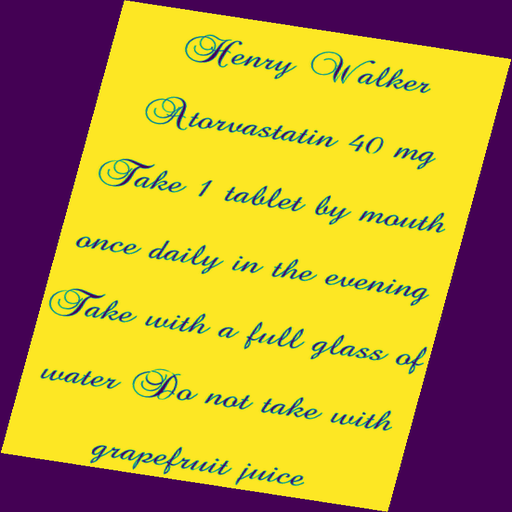 Henry Walker
Atorvastatin 40 mg
Take 1 tablet by mouth
once daily in the evening
Take with a full glass of
water Do not take with
grapefruit juice